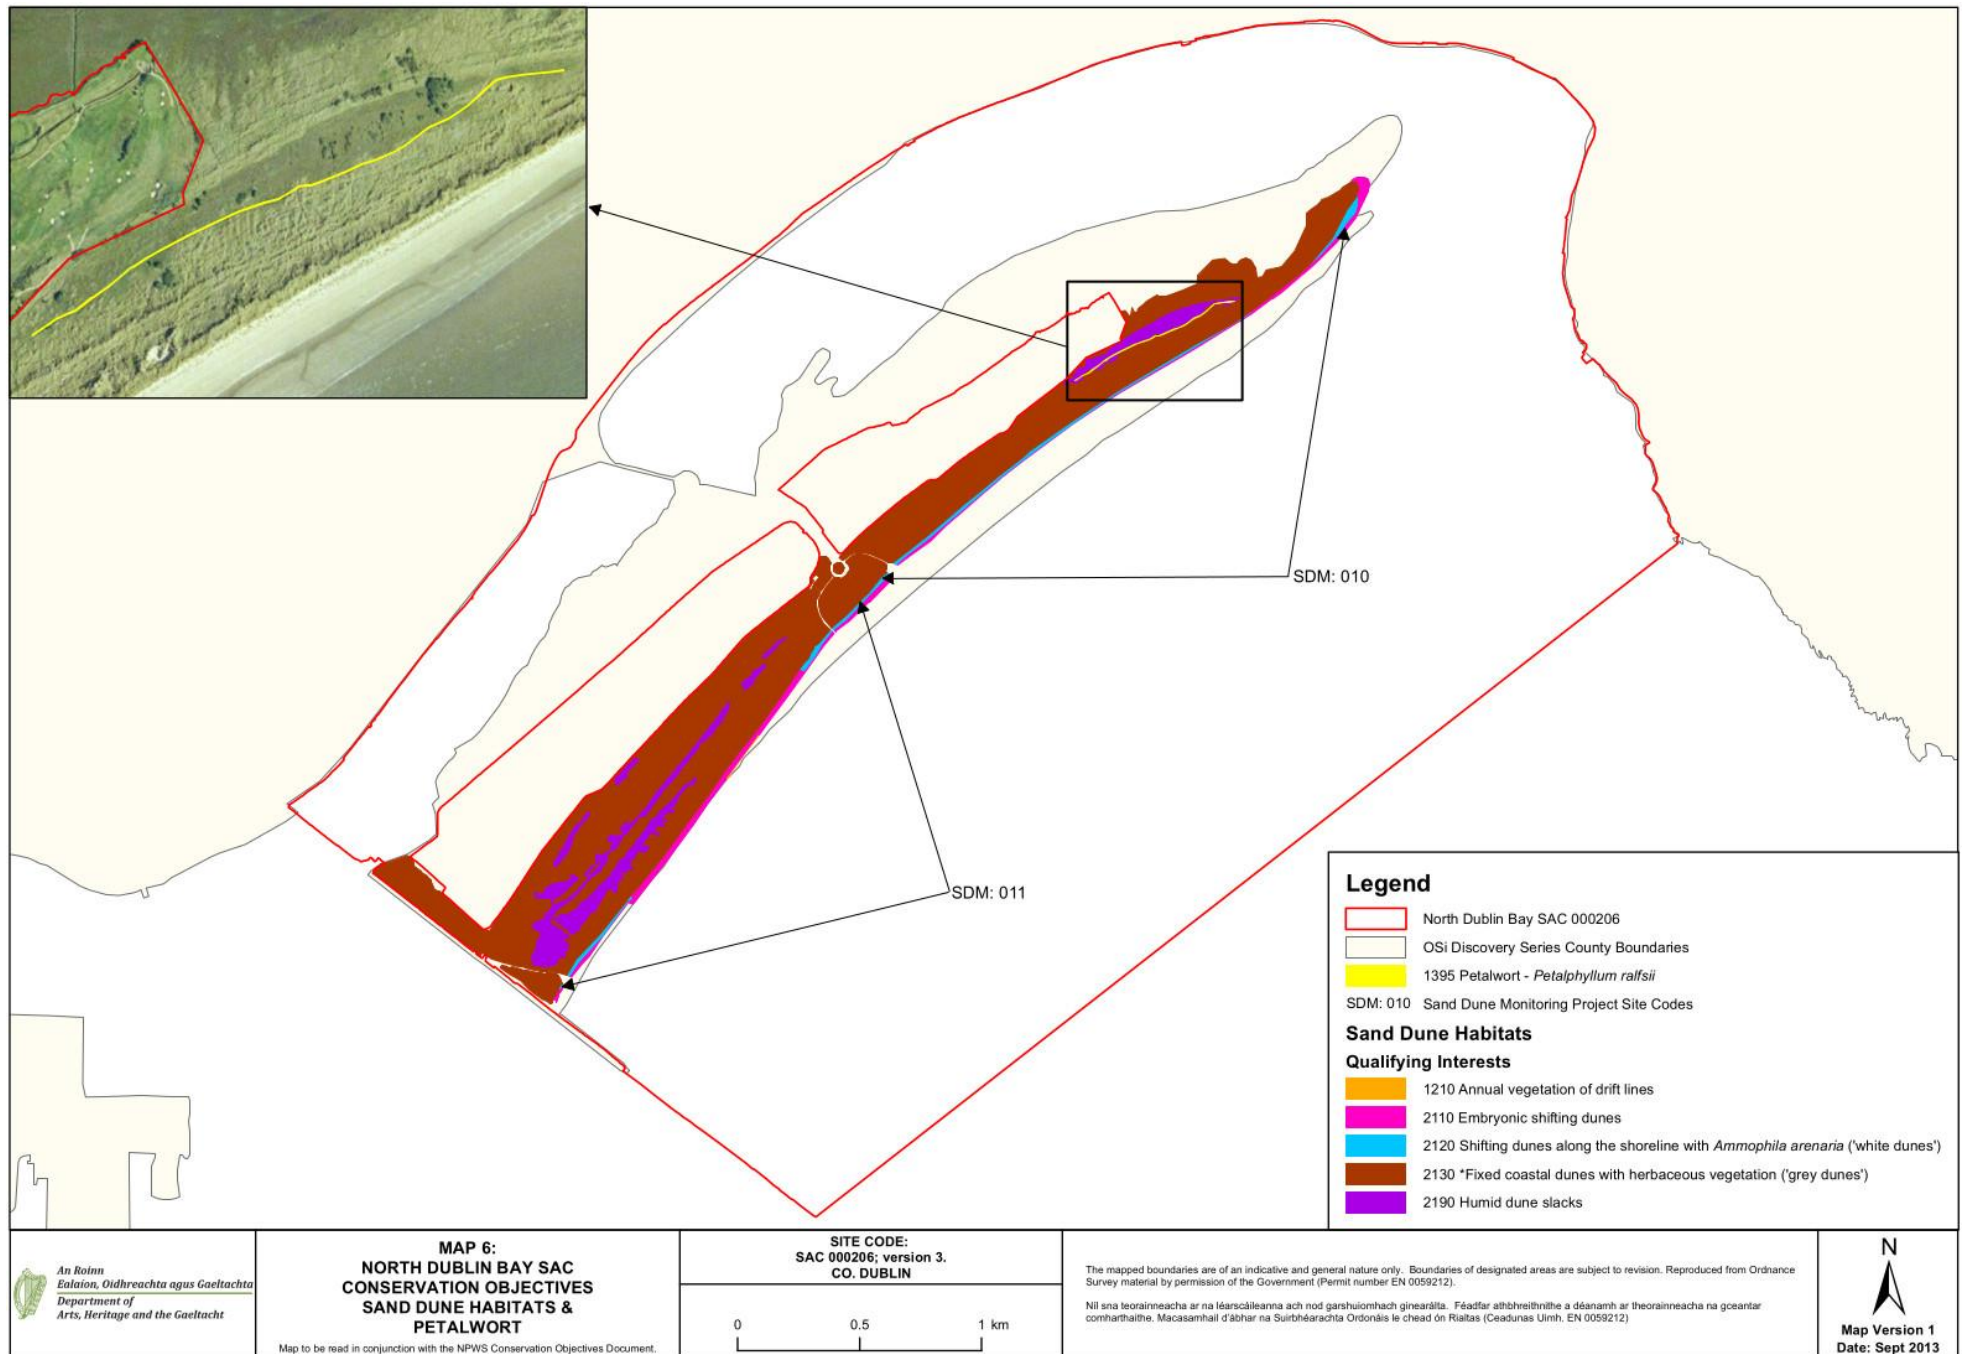 SDM: 010
SDM: 011
Legend
North Dublin Bay SAC 000206
OSi Discovery Series County Boundaries
1395 Petalwort - Petalphyllum ralfsii
SDM: 010 Sand Dune Monitoring Project Site Codes
Sand Dune Habitats
Qualifying Interests
1210 Annual vegetation of drift lines
2110 Embryonic shifting dunes
2120 Shifting dunes along the shoreline with Ammophila arenaria ('white dunes')
2130 *Fixed coastal dunes with herbaceous vegetation ('grey dunes')
2190 Humid dune slacks
An Roinn
Ealaíon, Oidhreachta agus Gaeltachta
Department of
Arts, Heritage and the Gaeltacht
MAP 6:
NORTH DUBLIN BAY SAC
CONSERVATION OBJECTIVES
SAND DUNE HABITATS &
PETALWORT
Map to be read in conjunction with the NPWS Conservation Objectives Document.
SITE CODE:
SAC 000206; version 3.
CO. DUBLIN
0 0.5 1 km
The mapped boundaries are of an indicative and general nature only. Boundaries of designated areas are subject to revision. Reproduced from Ordnance
Survey material by permission of the Government (Permit number EN 0059212).
Níl sna teorainneacha ar na léarscáileanna ach nod garshuiomhach ginearálta. Féadfar athbhreithnithe a déanamh ar theorainneacha na gceantar
comharthaithe. Macasamhail d'ábhar na Suirbhéarachta Ordonáis le chead ón Rialtas (Ceadunas Uimh. EN 0059212)
N
Map Version 1
Date: Sept 2013